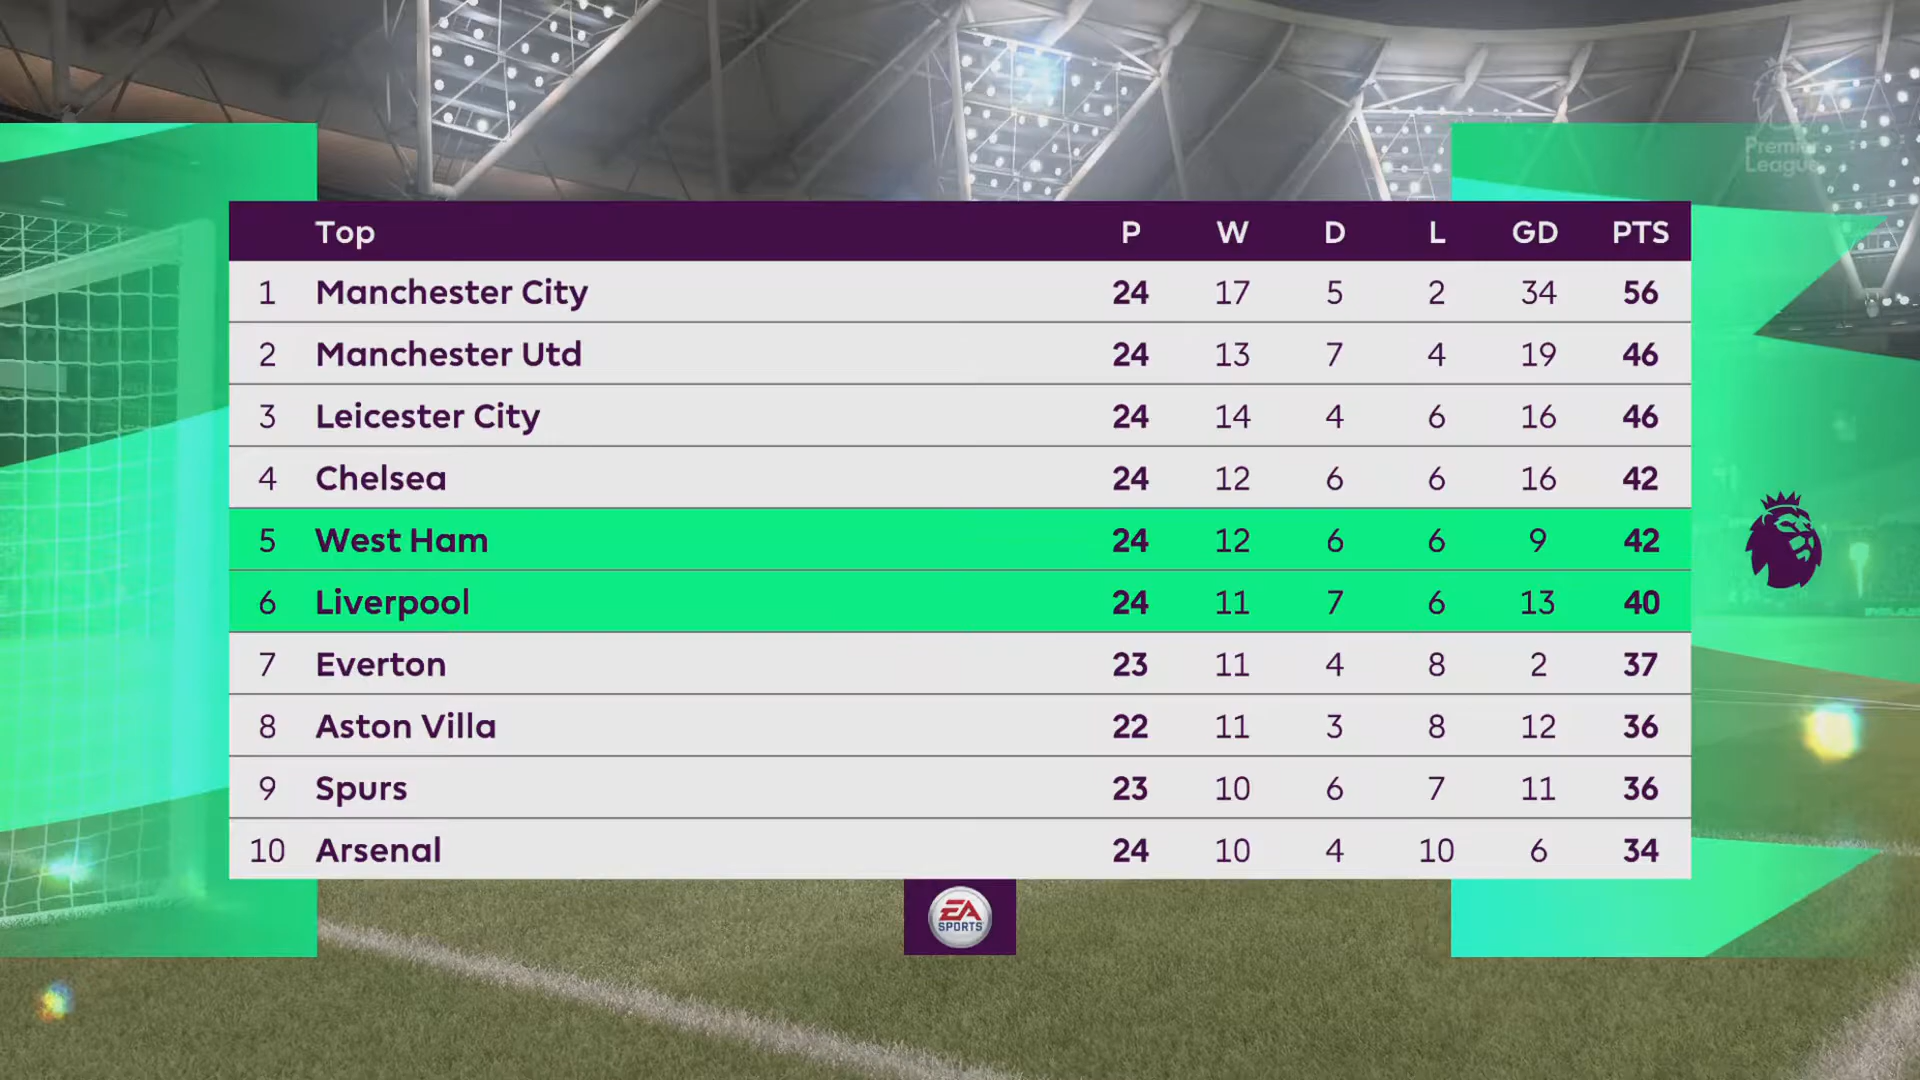 Premier
League
Top P W D L GD PTS
1 Manchester City 24 17 5 2 34 56
2 Manchester Utd 24 13 7 4 19 46
3 Leicester City 24 14 4 6 16 46
4 Chelsea 24 12 6 6 16 42
5 West Ham 24 12 6 6 9 42
6 Liverpool 24 11 7 6 13 40
7 Everton 23 11 4 8 2 37
8 Aston Villa 22 11 3 8 12 36
9 Spurs 23 10 6 7 11 36
10 Arsenal 24 10 4 10 6 34
EA
SPORTS